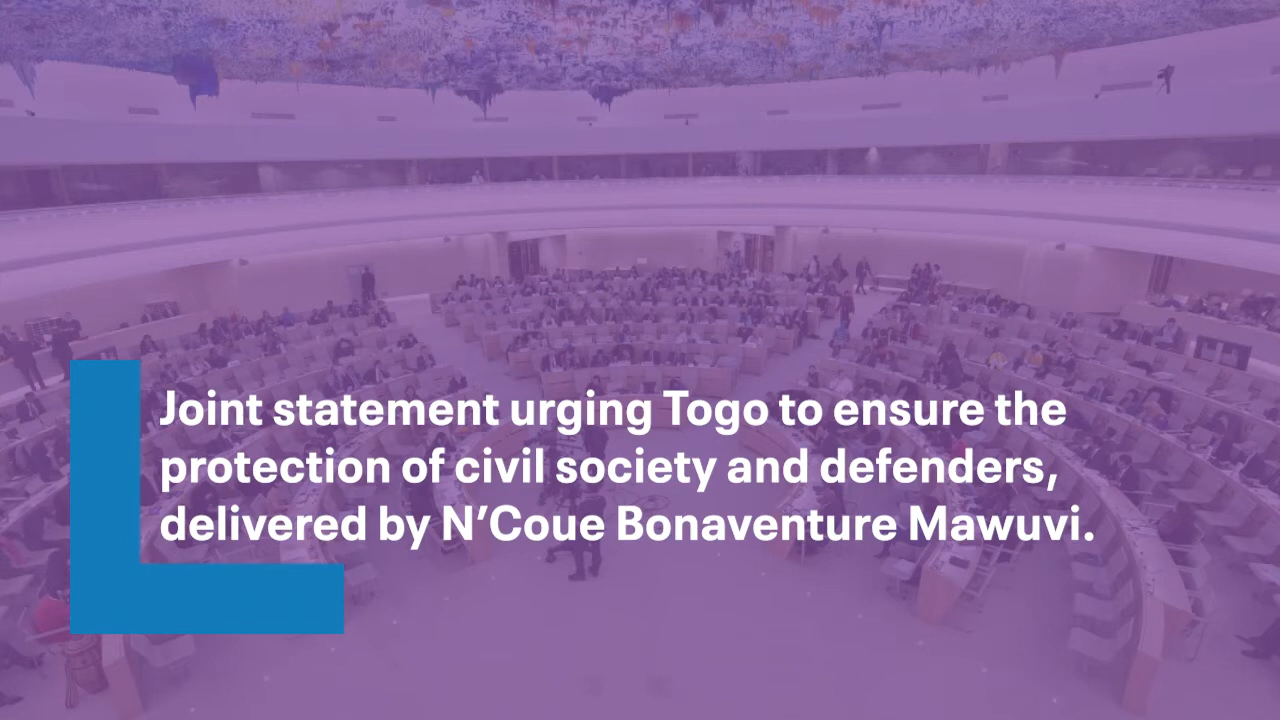 Joint statement urging Togo to ensure the
protection of civil society and defenders,
delivered by N’Coue Bonaventure Mawuvi.